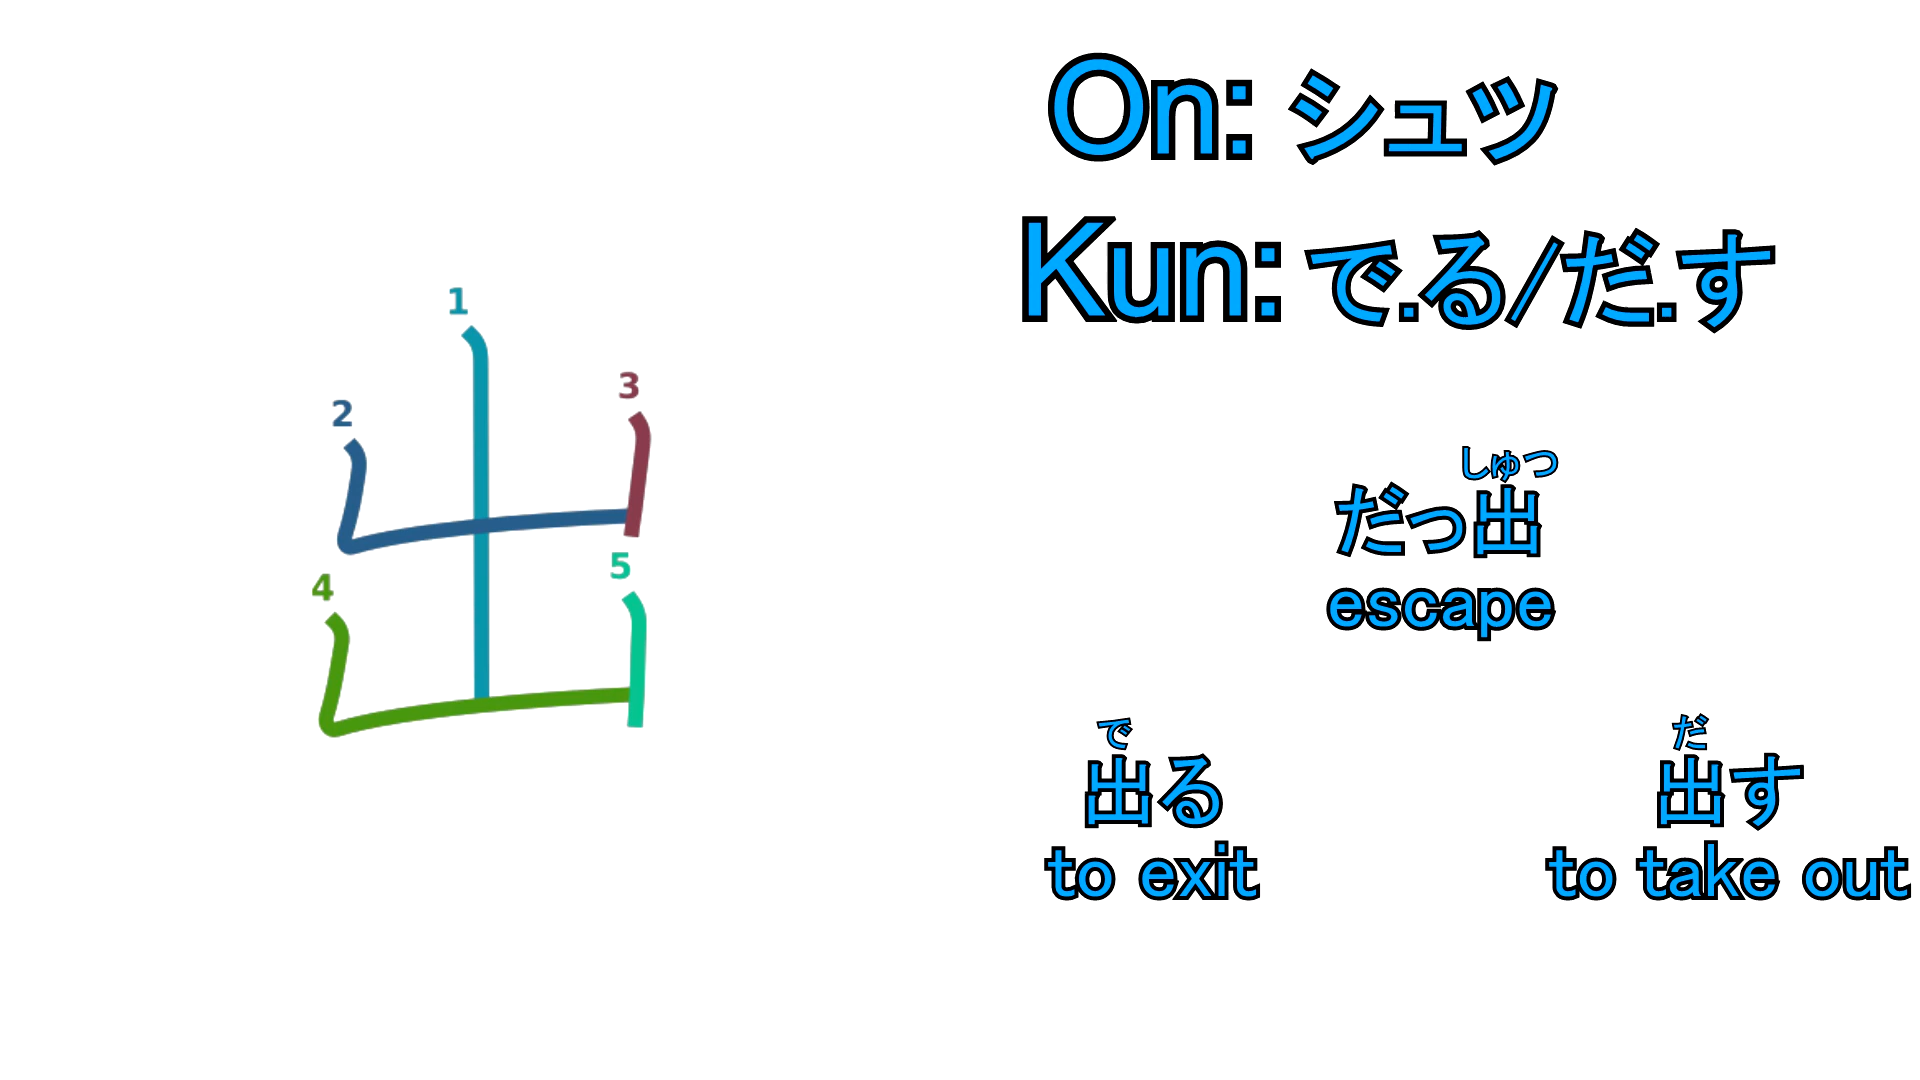 On: シュツ
Kun: で.る/だ.す
1
3
2
5
4
しゅつ
だっ出
escape
で
出る
to exit
だ
出す
to take out